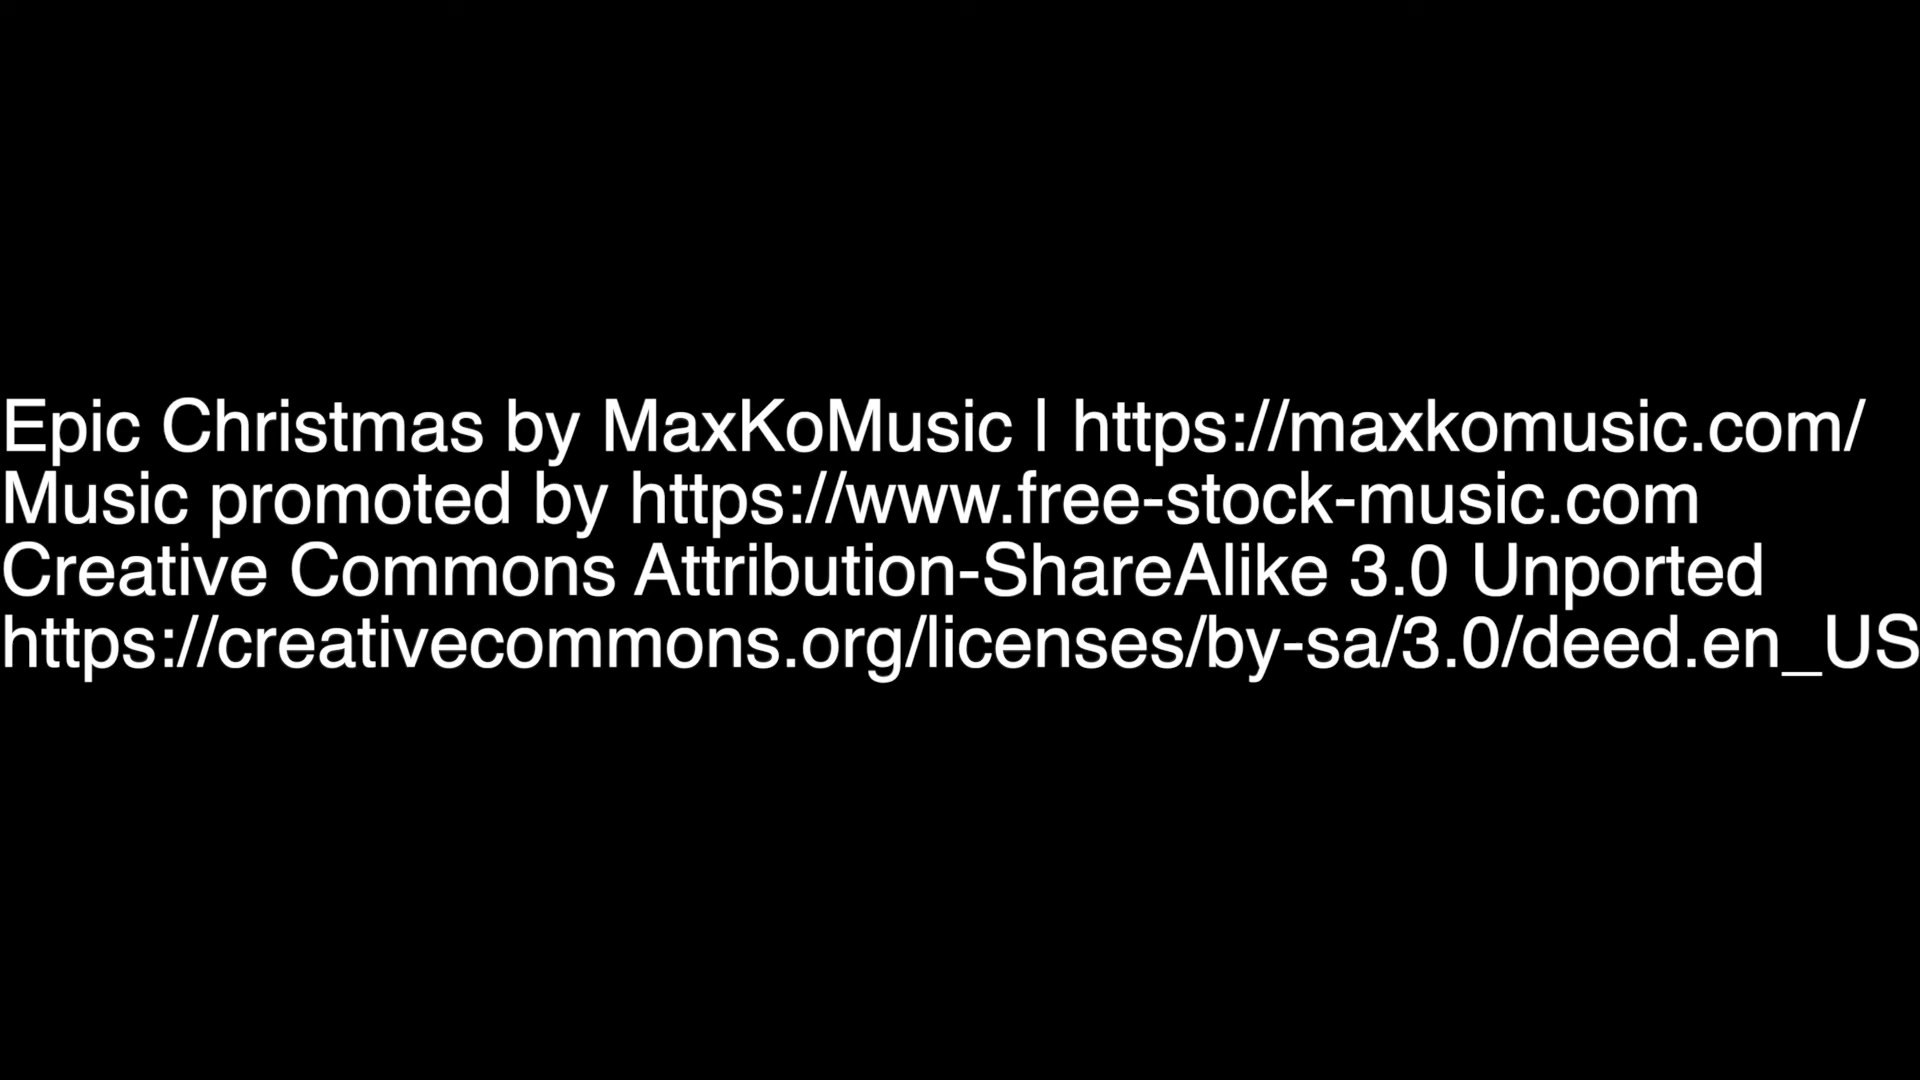 Epic Christmas by MaxKoMusic | https://maxkomusic.com/
Music promoted by https://www.free-stock-music.com
Creative Commons Attribution-ShareAlike 3.0 Unported
https://creativecommons.org/licenses/by-sa/3.0/deed.en_US